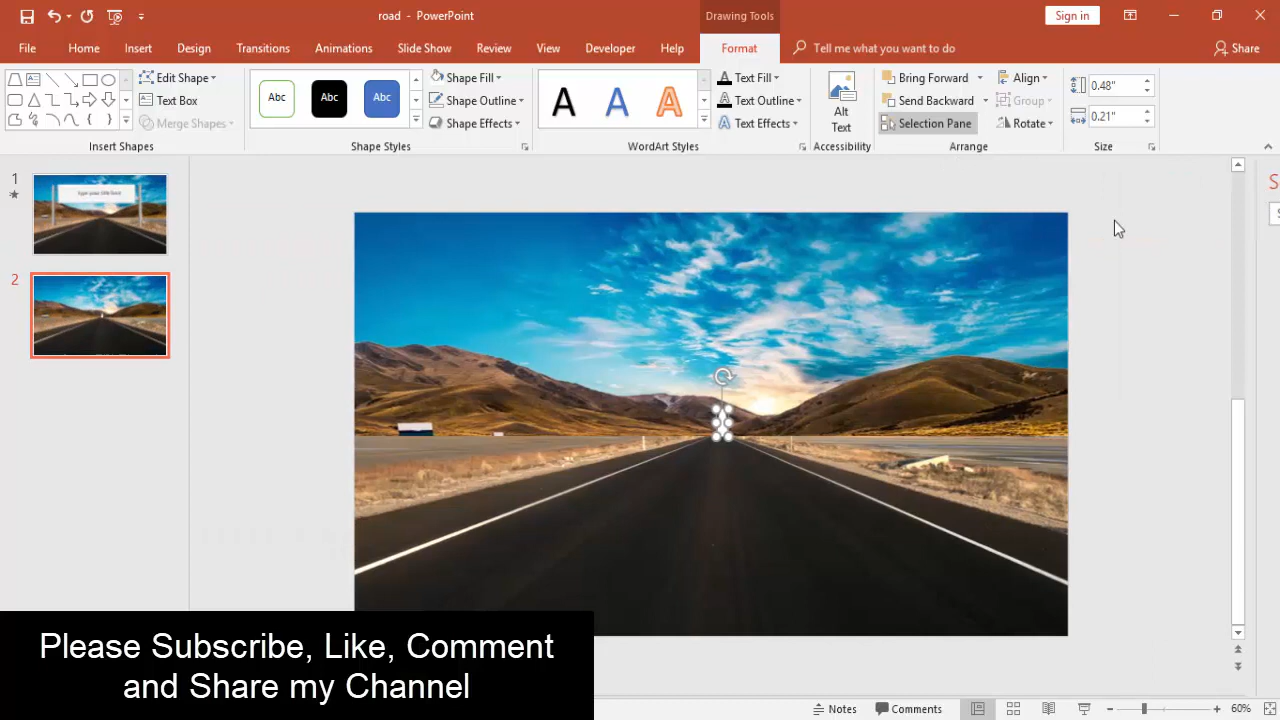 road - PowerPoint
Drawing Tools
Sign in
File
Home
Insert
Design
Transitions
Animations
Slide Show
Review
View
Developer
Help
Format
Tell me what you want to do
Share
Edit Shape
Text Box
Merge Shapes
Insert Shapes
Abc
Abc
Abc
Shape Fill
Shape Outline
Shape Effects
Shape Styles
A A A
Text Fill
Text Outline
Text Effects
WordArt Styles
Alt
Text
Accessibility
Bring Forward
Send Backward
Selection Pane
Align
Group
Rotate
Arrange
0.48"
0.21"
Size
1
2
Please Subscribe, Like, Comment
and Share my Channel
Notes
Comments
60%